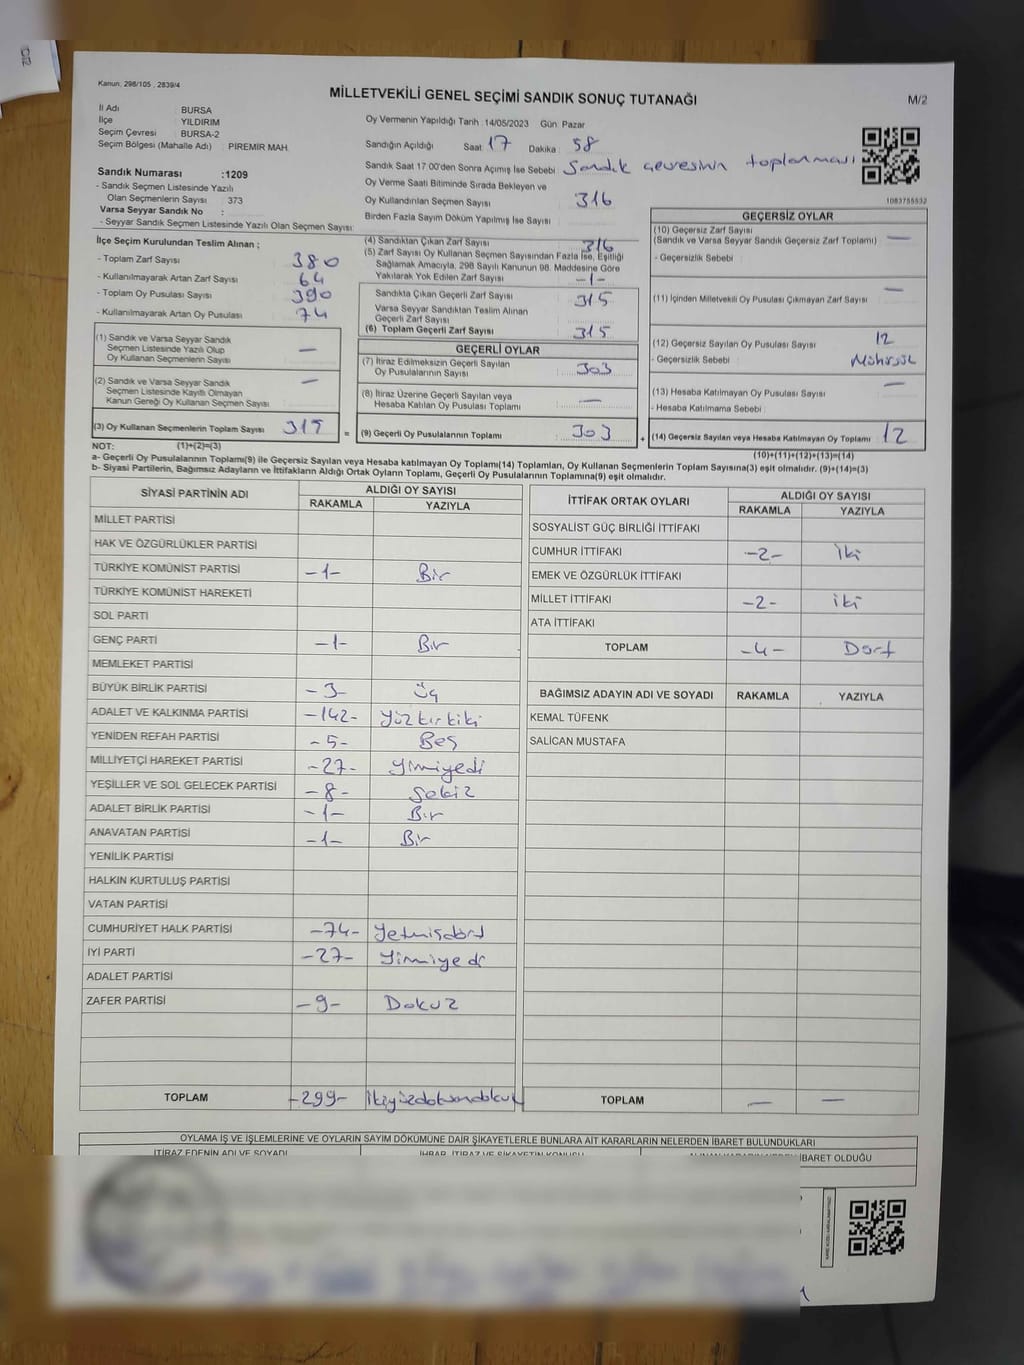 Kanun: 298/105 , 2839/4
MİLLETVEKİLİ GENEL SEÇİMİ SANDIK SONUÇ TUTANAĞI
M/2
İl Adı : BURSA
İlçe : YILDIRIM
Seçim Çevresi : BURSA-2
Seçim Bölgesi (Mahalle Adı) : PİREMİR MAH.
Oy Vermenin Yapıldığı Tarih :14/05/2023 Gün: Pazar
Sandığın Açıldığı Saat : 17 Dakika : 58
Sandık Saat 17:00'den Sonra Açılmış İse Sebebi : Sandık çevresinin toplanması
Oy Verme Saati Bitiminde Sırada Bekleyen ve
Oy Kullandırılan Seçmen Sayısı : 316
Birden Fazla Sayım Döküm Yapılmış İse Sayısı :
1083755532
Sandık Numarası :1209
- Sandık Seçmen Listesinde Yazılı
Olan Seçmenlerin Sayısı : 373
Varsa Seyyar Sandık No :
- Seyyar Sandık Seçmen Listesinde Yazılı Olan Seçmen Sayısı:
İlçe Seçim Kurulundan Teslim Alınan ;
- Toplam Zarf Sayısı : 380
- Kullanılmayarak Artan Zarf Sayısı : 64
- Toplam Oy Pusulası Sayısı : 390
- Kullanılmayarak Artan Oy Pusulası : 74
(1) Sandık ve Varsa Seyyar Sandık
Seçmen Listesinde Yazılı Olup
Oy Kullanan Seçmenlerin Sayısı : —
(2) Sandık ve Varsa Seyyar Sandık
Seçmen Listesinde Kayıtlı Olmayan
Kanun Gereği Oy Kullanan Seçmen Sayısı : —
(3) Oy Kullanan Seçmenlerin Toplam Sayısı : 315
(4) Sandıktan Çıkan Zarf Sayısı : 316
(5) Zarf Sayısı Oy Kullanan Seçmen Sayısından Fazla İse, Eşitliği
Sağlamak Amacıyla, 298 Sayılı Kanunun 98. Maddesine Göre
Yakılarak Yok Edilen Zarf Sayısı : -1-
Sandıkta Çıkan Geçerli Zarf Sayısı : 315
Varsa Seyyar Sandıktan Teslim Alınan
Geçerli Zarf Sayısı
(6) Toplam Geçerli Zarf Sayısı : 315
GEÇERLİ OYLAR
(7) İtiraz Edilmeksizin Geçerli Sayılan
Oy Pusulalarının Sayısı : 303
(8) İtiraz Üzerine Geçerli Sayılan veya
Hesaba Katılan Oy Pusulası Toplamı : —
= (9) Geçerli Oy Pusulalarının Toplamı : 303
GEÇERSİZ OYLAR
(10) Geçersiz Zarf Sayısı
(Sandık ve Varsa Seyyar Sandık Geçersiz Zarf Toplamı) : —
- Geçersizlik Sebebi :
(11) İçinden Milletvekili Oy Pusulası Çıkmayan Zarf Sayısı : —
(12) Geçersiz Sayılan Oy Pusulası Sayısı : 12
- Geçersizlik Sebebi : Mühürsüz
(13) Hesaba Katılmayan Oy Pusulası Sayısı : —
- Hesaba Katılmama Sebebi :
+ (14) Geçersiz Sayılan veya Hesaba Katılmayan Oy Toplamı : 12
NOT: (1)+(2)=(3)
(10)+(11)+(12)+(13)=(14)
a- Geçerli Oy Pusulalarının Toplamı(9) ile Geçersiz Sayılan veya Hesaba katılmayan Oy Toplamı(14) Toplamları, Oy Kullanan Seçmenlerin Toplam Sayısına(3) eşit olmalıdır. (9)+(14)=(3)
b- Siyasi Partilerin, Bağımsız Adayların ve İttifakların Aldığı Ortak Oyların Toplamı, Geçerli Oy Pusulalarının Toplamına(9) eşit olmalıdır.
SİYASİ PARTİNİN ADI ALDIĞI OY SAYISI
RAKAMLA YAZIYLA
MİLLET PARTİSİ
HAK VE ÖZGÜRLÜKLER PARTİSİ
TÜRKİYE KOMÜNİST PARTİSİ -1- Bir
TÜRKİYE KOMÜNİST HAREKETİ
SOL PARTİ
GENÇ PARTİ -1- Bir
MEMLEKET PARTİSİ
BÜYÜK BİRLİK PARTİSİ -3- Üç
ADALET VE KALKINMA PARTİSİ -142- Yüzkırkiki
YENİDEN REFAH PARTİSİ -5- Beş
MİLLİYETÇİ HAREKET PARTİSİ -27- Yirmiyedi
YEŞİLLER VE SOL GELECEK PARTİSİ -8- Sekiz
ADALET BİRLİK PARTİSİ -1- Bir
ANAVATAN PARTİSİ -1- Bir
YENİLİK PARTİSİ
HALKIN KURTULUŞ PARTİSİ
VATAN PARTİSİ
CUMHURİYET HALK PARTİSİ -74- Yetmişdört
İYİ PARTİ -27- Yirmiyedi
ADALET PARTİSİ
ZAFER PARTİSİ -9- Dokuz
TOPLAM -299- İkiyüzdoksandokuz
İTTİFAK ORTAK OYLARI ALDIĞI OY SAYISI
RAKAMLA YAZIYLA
SOSYALİST GÜÇ BİRLİĞİ İTTİFAKI
CUMHUR İTTİFAKI -2- İki
EMEK VE ÖZGÜRLÜK İTTİFAKI
MİLLET İTTİFAKI -2- iki
ATA İTTİFAKI
TOPLAM -4- Dört
BAĞIMSIZ ADAYIN ADI VE SOYADI RAKAMLA YAZIYLA
KEMAL TÜFENK
SALİCAN MUSTAFA
TOPLAM — —
OYLAMA İŞ VE İŞLEMLERİNE VE OYLARIN SAYIM DÖKÜMÜNE DAİR ŞİKAYETLERLE BUNLARA AİT KARARLARIN NELERDEN İBARET BULUNDUKLARI
İTİRAZ EDENİN ADI VE SOYADI İHBAR, İTİRAZ VE ŞİKAYETİN KONUSU İBARET OLDUĞU